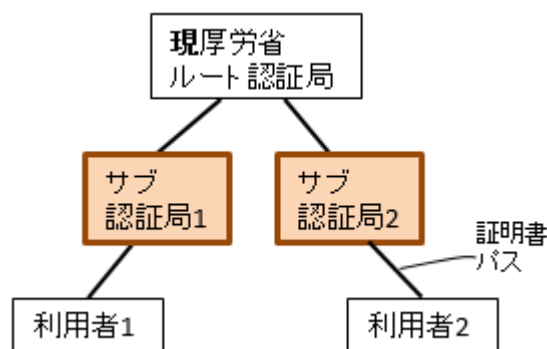 現厚労省
ルート認証局
サブ
認証局1
サブ
認証局2
証明書
パス
利用者1
利用者2